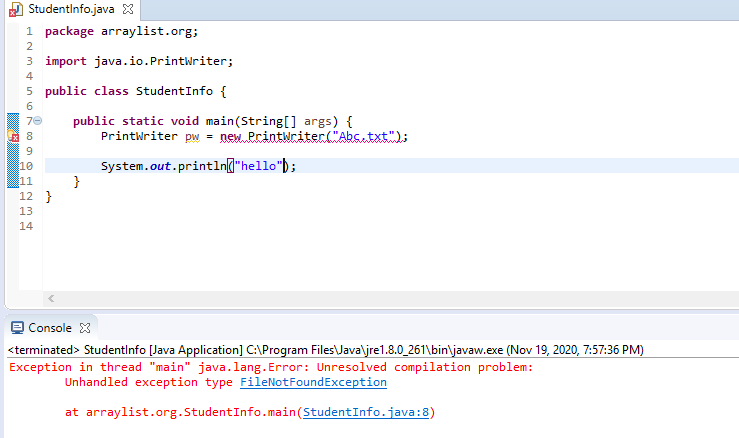 StudentInfo.java
1 package arraylist.org;
2
3 import java.io.PrintWriter;
4
5 public class StudentInfo {
6
7 public static void main(String[] args) {
8 PrintWriter pw = new PrintWriter("Abc.txt");
9
10 System.out.println("hello");
11 }
12 }
13
14
Console
<terminated> StudentInfo [Java Application] C:\Program Files\Java\jre1.8.0_261\bin\javaw.exe (Nov 19, 2020, 7:57:36 PM)
Exception in thread "main" java.lang.Error: Unresolved compilation problem:
Unhandled exception type FileNotFoundException
at arraylist.org.StudentInfo.main(StudentInfo.java:8)